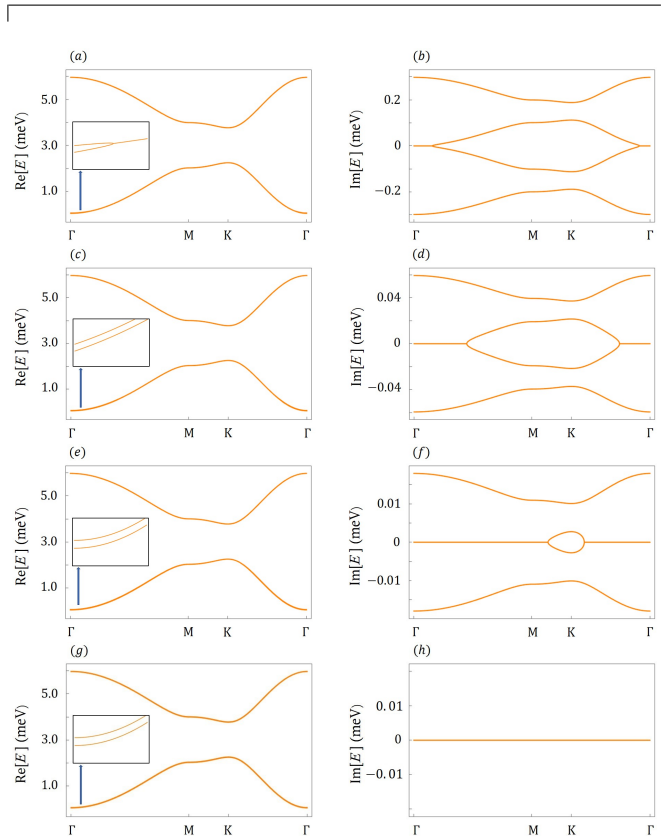 (a)
(b)
Re[E] (meV)
5.0
3.0
1.0
Γ M K Γ
Im[E] (meV)
0.2
0
−0.2
Γ M K Γ
(c)
(d)
Re[E] (meV)
5.0
3.0
1.0
Γ M K Γ
Im[E] (meV)
0.04
0
−0.04
Γ M K Γ
(e)
(f)
Re[E] (meV)
5.0
3.0
1.0
Γ M K Γ
Im[E] (meV)
0.01
0
−0.01
Γ M K Γ
(g)
(h)
Re[E] (meV)
5.0
3.0
1.0
Γ M K Γ
Im[E] (meV)
0.01
0
−0.01
Γ M K Γ